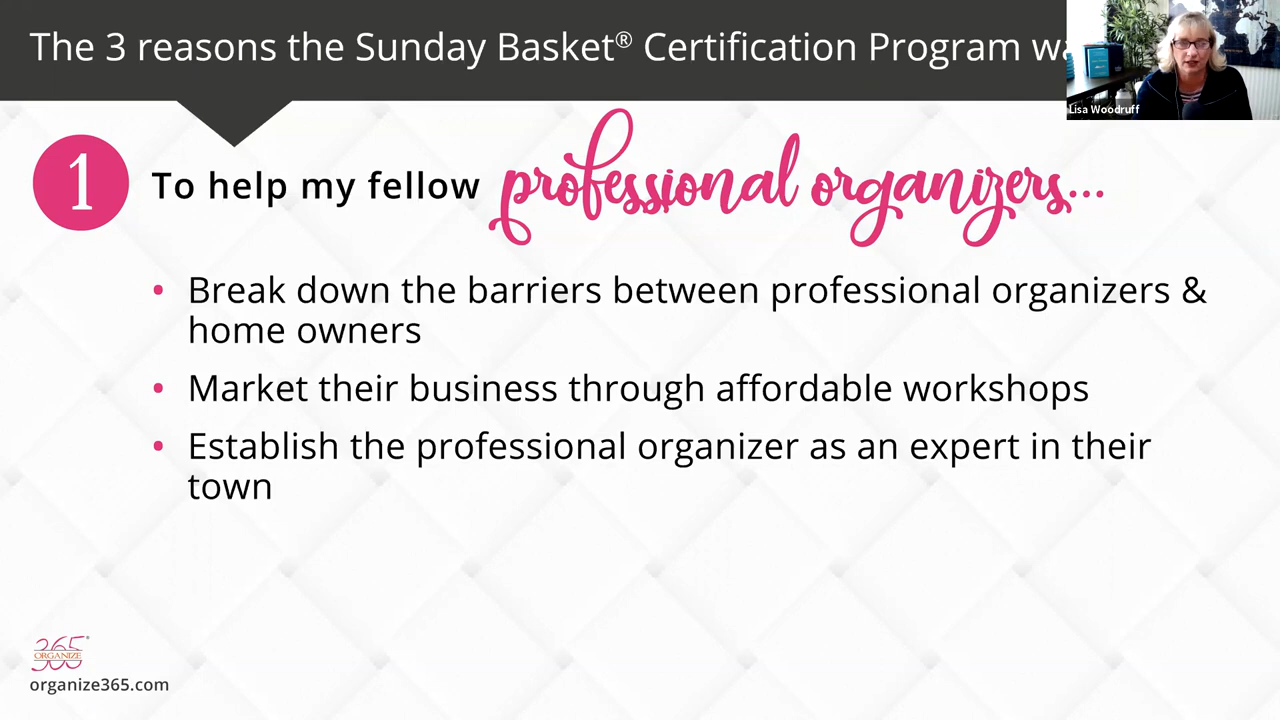 The 3 reasons the Sunday Basket® Certification Program
Lisa Woodruff
1 To help my fellow professional organizers...
• Break down the barriers between professional organizers &
home owners
• Market their business through affordable workshops
• Establish the professional organizer as an expert in their
town
365®
ORGANIZE
organize365.com